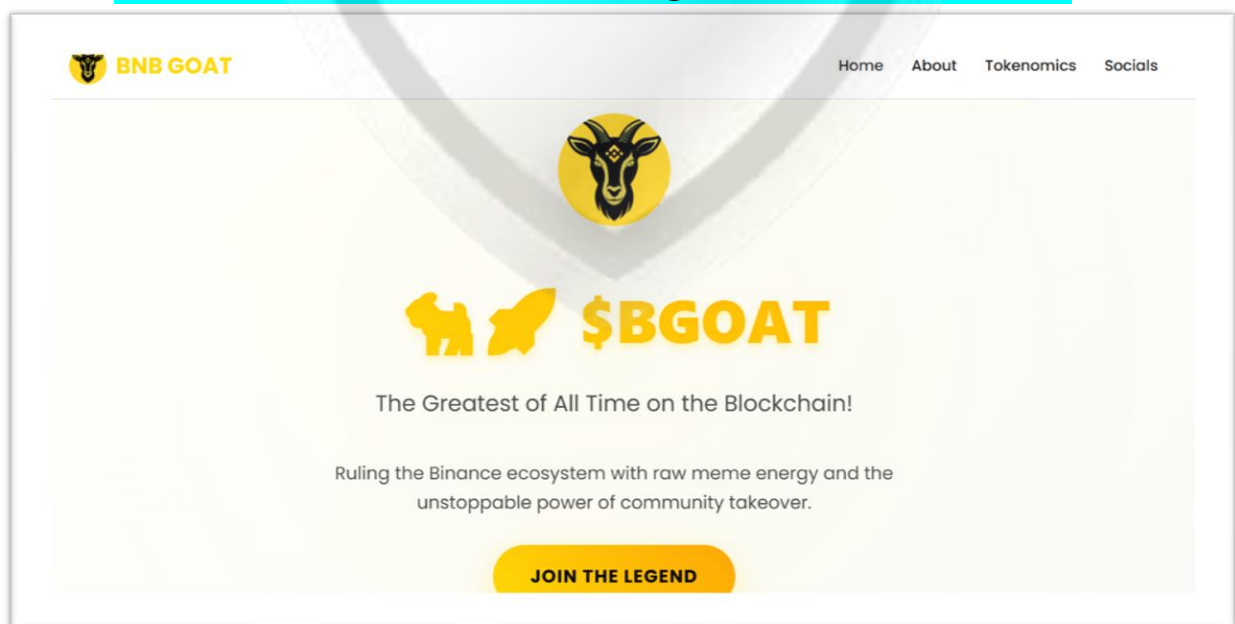 BNB GOAT
Home About Tokenomics Socials
$BGOAT
The Greatest of All Time on the Blockchain!
Ruling the Binance ecosystem with raw meme energy and the
unstoppable power of community takeover.
JOIN THE LEGEND